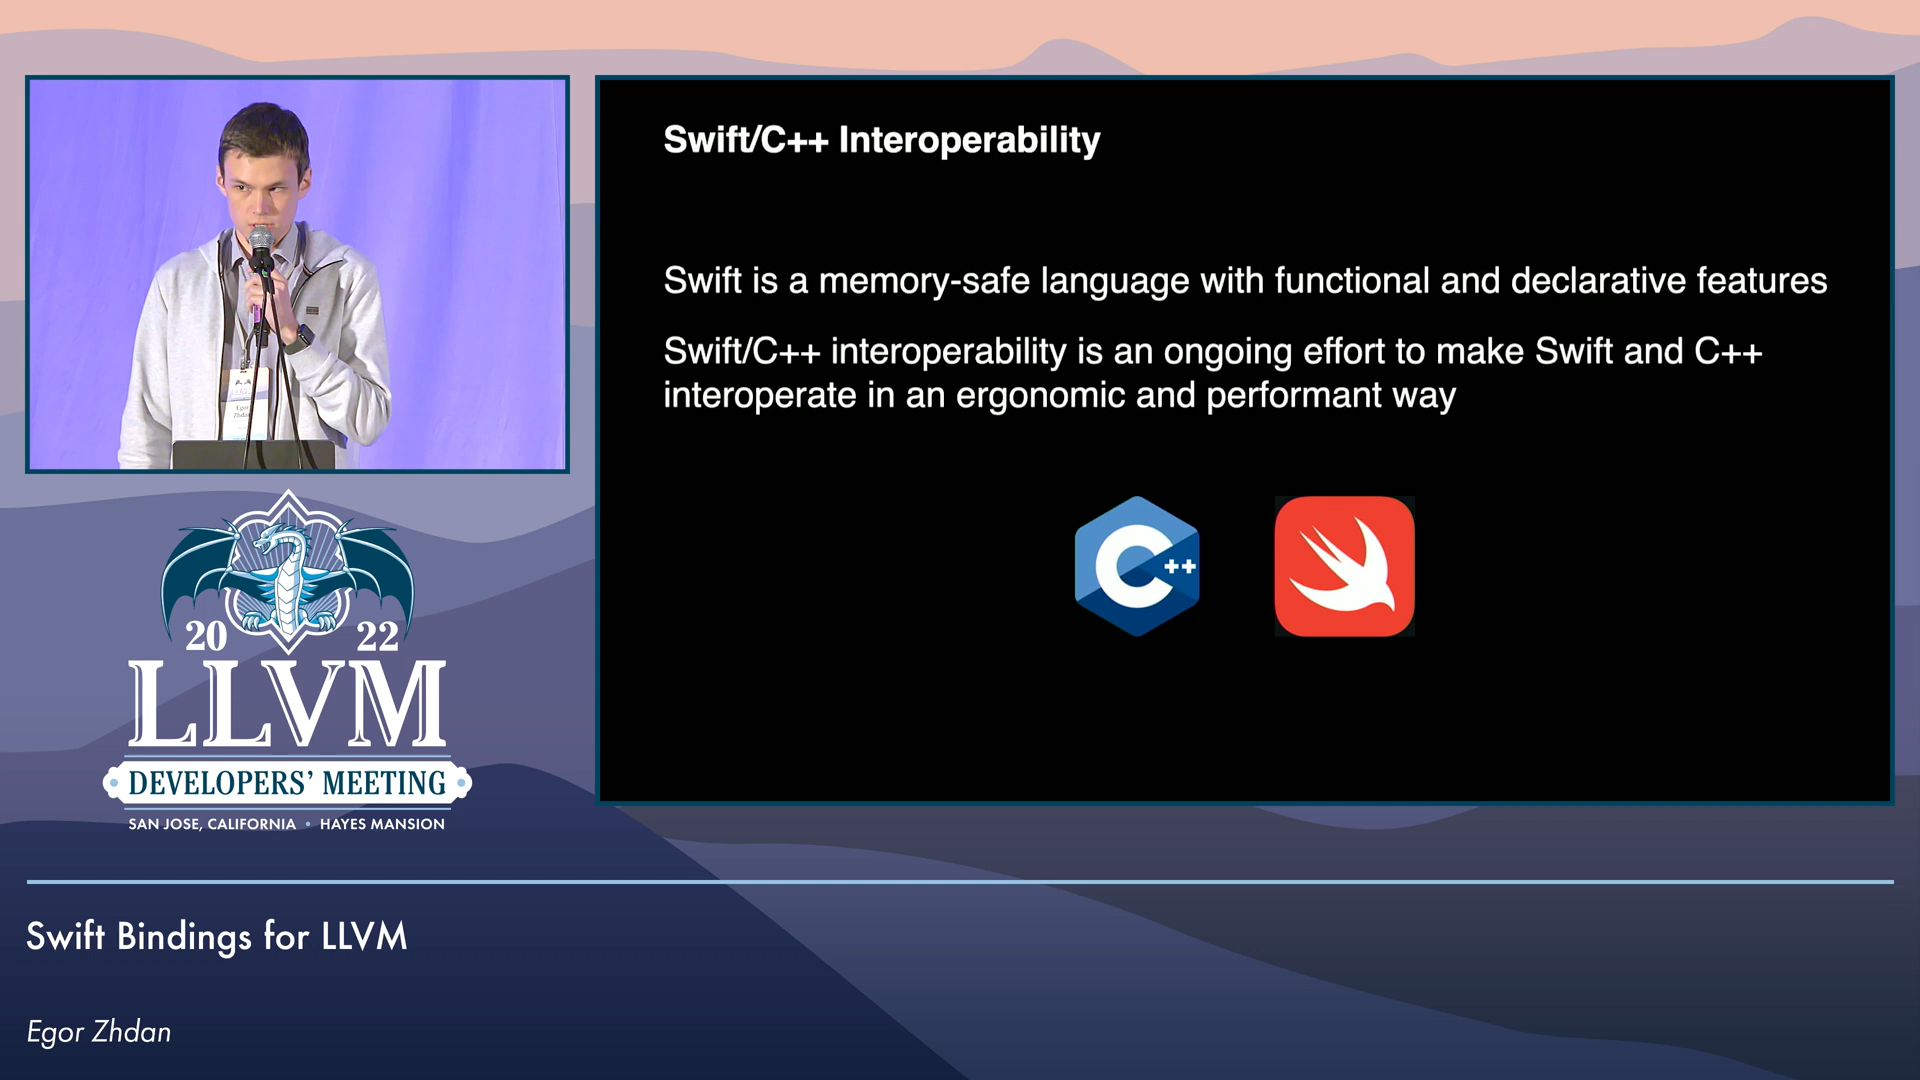 Swift/C++ Interoperability
Swift is a memory-safe language with functional and declarative features
Swift/C++ interoperability is an ongoing effort to make Swift and C++
interoperate in an ergonomic and performant way
C++
Egor
Zhdan
20 22
LLVM
DEVELOPERS' MEETING
SAN JOSE, CALIFORNIA • HAYES MANSION
Swift Bindings for LLVM
Egor Zhdan